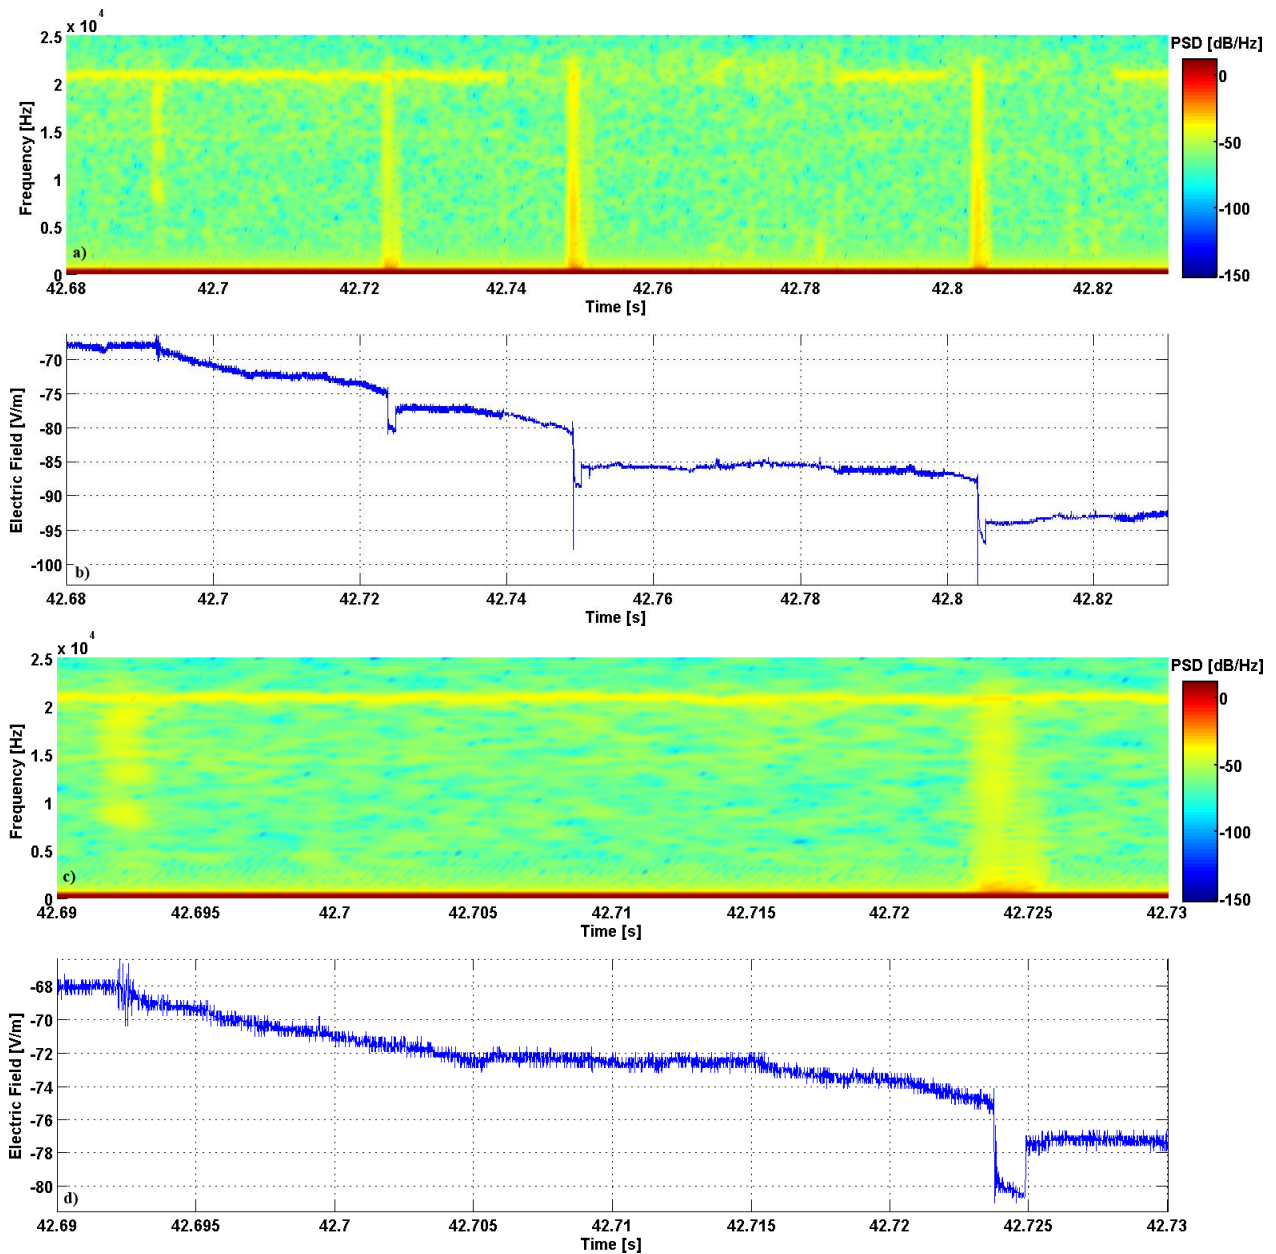 x 10^4
2.5
2
1.5
1
0.5
0
Frequency [Hz]
a)
42.68 42.7 42.72 42.74 42.76 42.78 42.8 42.82
Time [s]
PSD [dB/Hz]
0
-50
-100
-150
-70
-75
-80
-85
-90
-95
-100
Electric Field [V/m]
b)
42.68 42.7 42.72 42.74 42.76 42.78 42.8 42.82
Time [s]
x 10^4
2.5
2
1.5
1
0.5
0
Frequency [Hz]
c)
42.69 42.695 42.7 42.705 42.71 42.715 42.72 42.725 42.73
Time [s]
PSD [dB/Hz]
0
-50
-100
-150
-68
-70
-72
-74
-76
-78
-80
Electric Field [V/m]
d)
42.69 42.695 42.7 42.705 42.71 42.715 42.72 42.725 42.73
Time [s]